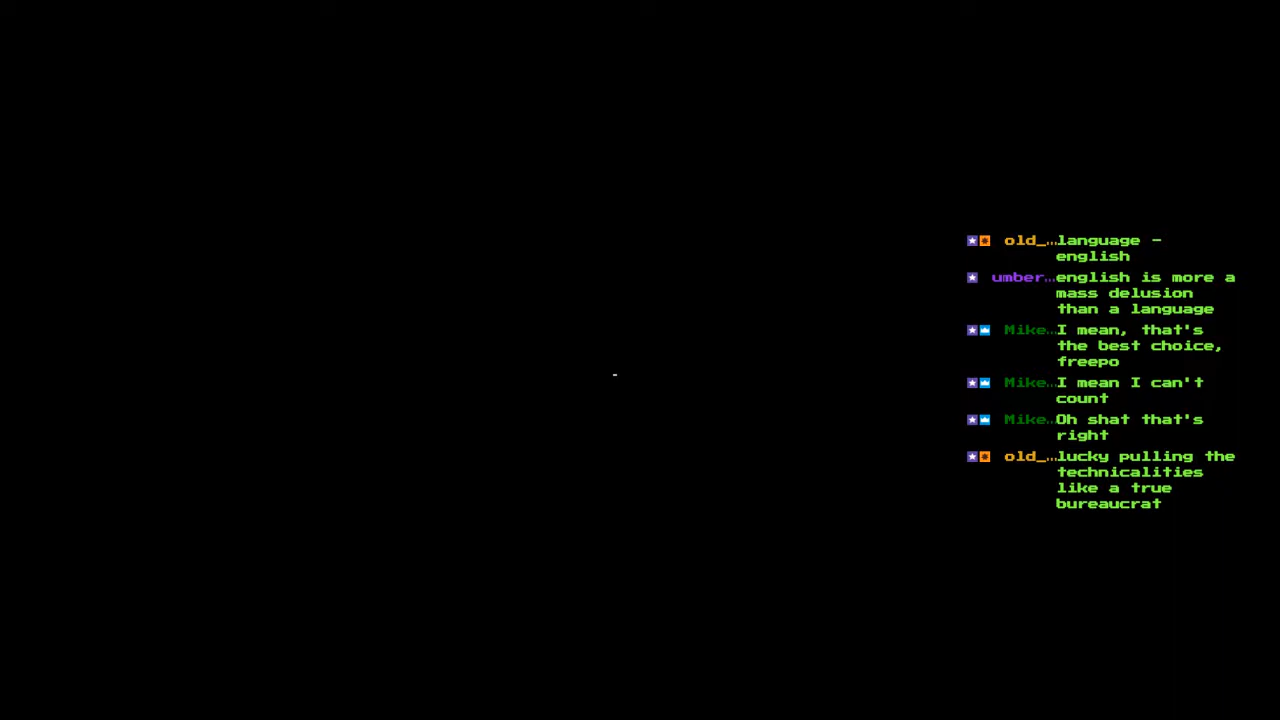 old_… language -
english
umber… english is more a
mass delusion
than a language
Mike… I mean, that's
the best choice,
freepo
Mike… I mean I can't
count
Mike… Oh shat that's
right
old_… lucky pulling the
technicalities
like a true
bureaucrat